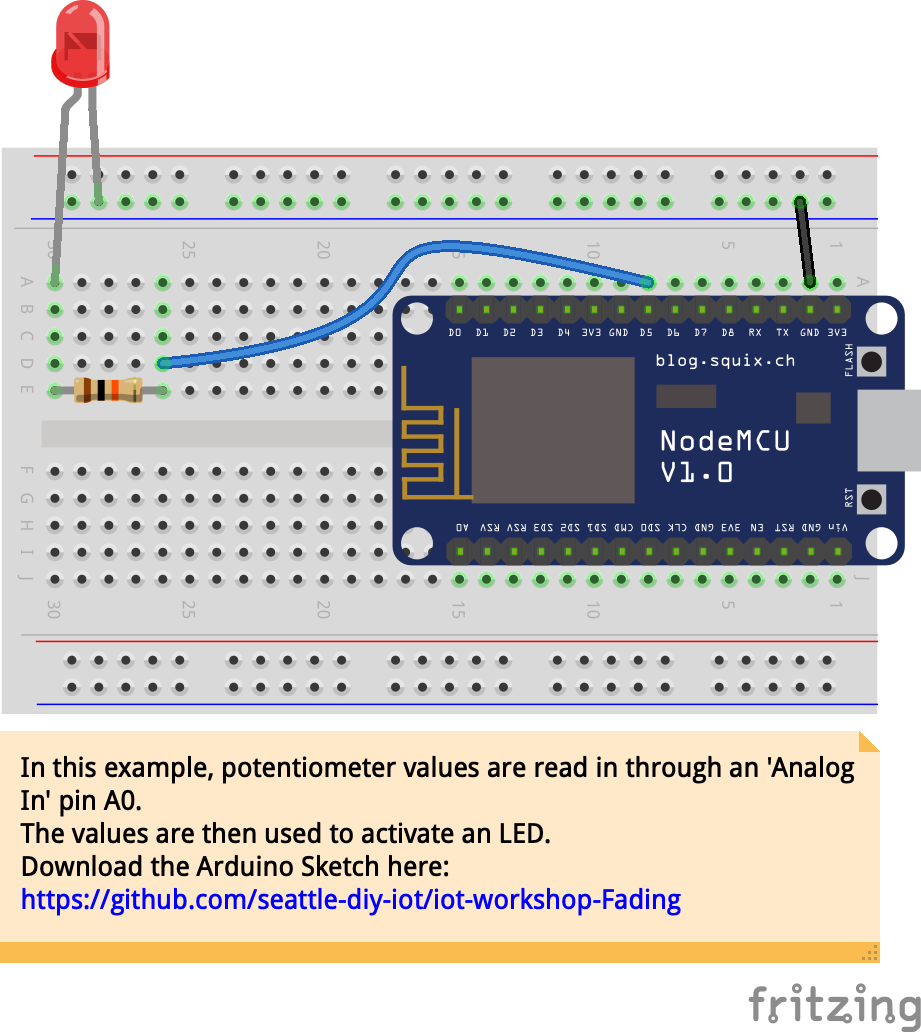 30 25 20 15 10 5 1
A A
B
C
D
E
D0 D1 D2 D3 D4 3V3 GND D5 D6 D7 D8 RX TX GND 3V3
FLASH
blog.squix.ch
NodeMCU
V1.0
RST
A0 RSV RSV SD3 SD2 SD1 CMD SD0 CLK GND 3V3 EN RST GND Vin
F
G
H
I
J J
30 25 20 15 10 5 1
In this example, potentiometer values are read in through an 'Analog
In' pin A0.
The values are then used to activate an LED.
Download the Arduino Sketch here:
https://github.com/seattle-diy-iot/iot-workshop-Fading
fritzing